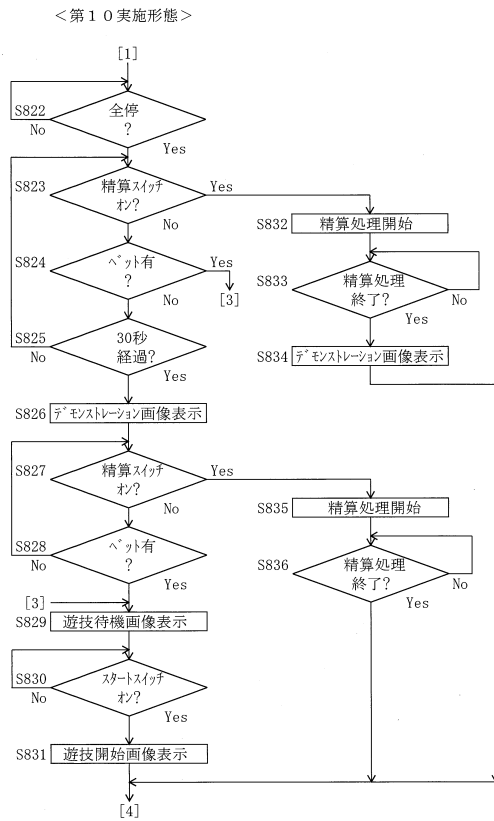 ＜第１０実施形態＞
[1]
S822
全停
?
No
Yes
S823
精算スイッチ
オン?
Yes
No
S832
精算処理開始
S824
ベット有
?
Yes
No
[3]
S833
精算処理
終了?
No
Yes
S825
30秒
経過?
No
Yes
S834
デモンストレーション画像表示
S826
デモンストレーション画像表示
S827
精算スイッチ
オン?
Yes
No
S835
精算処理開始
S828
ベット有
?
No
Yes
S836
精算処理
終了?
No
Yes
[3]
S829
遊技待機画像表示
S830
スタートスイッチ
オン?
No
Yes
S831
遊技開始画像表示
[4]